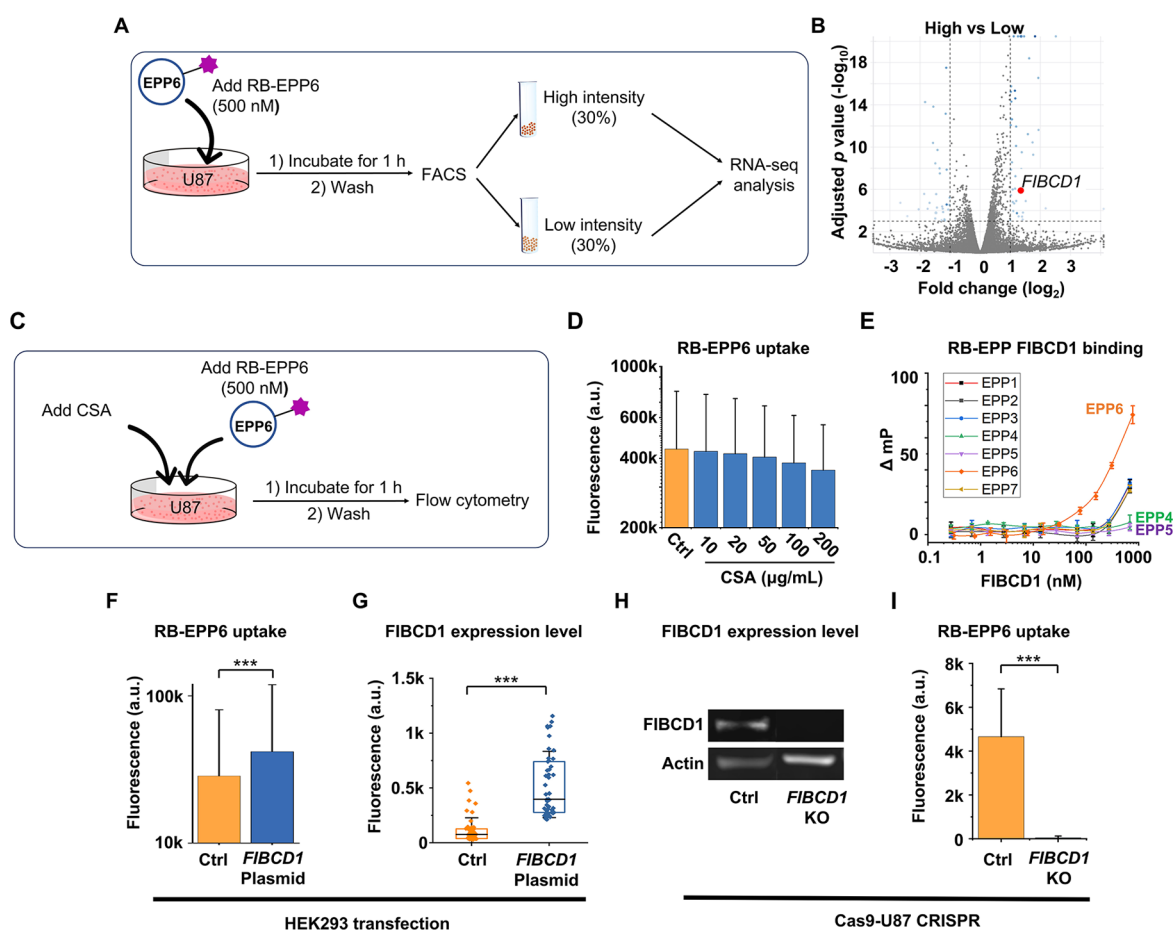 A
EPP6
Add RB-EPP6
(500 nM)
U87
1) Incubate for 1 h
2) Wash
FACS
High intensity
(30%)
Low intensity
(30%)
RNA-seq
analysis
B
High vs Low
Adjusted p value (-log10)
18
14
10
6
2
FIBCD1
-3 -2 -1 0 1 2 3
Fold change (log2)
C
Add CSA
Add RB-EPP6
(500 nM)
EPP6
U87
1) Incubate for 1 h
2) Wash
Flow cytometry
D
RB-EPP6 uptake
Fluorescence (a.u.)
1000k
600k
400k
200k
Ctrl 10 20 50 100 200
CSA (µg/mL)
E
RB-EPP FIBCD1 binding
Δ mP
100
50
0
EPP1
EPP2
EPP3
EPP4
EPP5
EPP6
EPP7
EPP6
EPP4
EPP5
0.1 1 10 100 1000
FIBCD1 (nM)
F
RB-EPP6 uptake
Fluorescence (a.u.)
100k
10k
***
Ctrl FIBCD1
Plasmid
G
FIBCD1 expression level
Fluorescence (a.u.)
1.5k
1k
0.5k
0
***
Ctrl FIBCD1
Plasmid
HEK293 transfection
H
FIBCD1 expression level
FIBCD1
Actin
Ctrl FIBCD1
KO
I
RB-EPP6 uptake
Fluorescence (a.u.)
8k
6k
4k
2k
0
***
Ctrl FIBCD1
KO
Cas9-U87 CRISPR